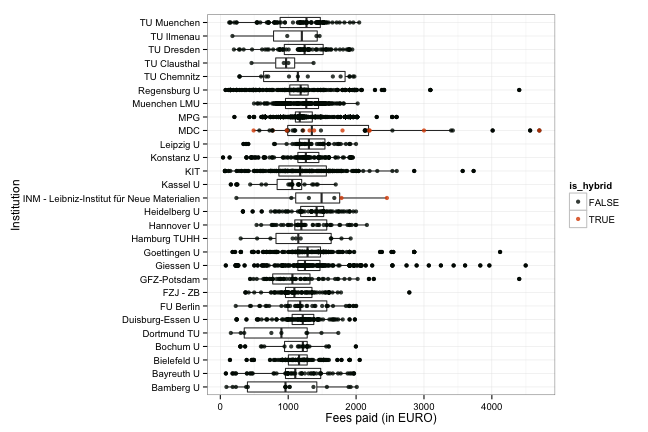 TU Muenchen
TU Ilmenau
TU Dresden
TU Clausthal
TU Chemnitz
Regensburg U
Muenchen LMU
MPG
MDC
Leipzig U
Konstanz U
KIT
Kassel U
INM - Leibniz-Institut für Neue Materialien
Heidelberg U
Hannover U
Hamburg TUHH
Goettingen U
Giessen U
GFZ-Potsdam
FZJ - ZB
FU Berlin
Duisburg-Essen U
Dortmund TU
Bochum U
Bielefeld U
Bayreuth U
Bamberg U
Institution
0 1000 2000 3000 4000
Fees paid (in EURO)
is_hybrid
FALSE
TRUE